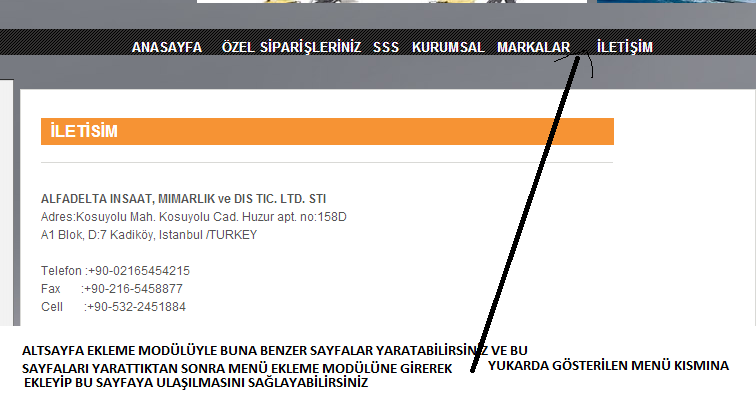 ANASAYFA ÖZEL SİPARİŞLERİNİZ SSS KURUMSAL MARKALAR İLETİŞİM
İLETİSİM
ALFADELTA INSAAT, MIMARLIK ve DIS TIC. LTD. STI
Adres:Kosuyolu Mah. Kosuyolu Cad. Huzur apt. no:158D
A1 Blok, D:7 Kadiköy, Istanbul /TURKEY
Telefon :+90-02165454215
Fax :+90-216-5458877
Cell :+90-532-2451884
ALTSAYFA EKLEME MODÜLÜYLE BUNA BENZER SAYFALAR YARATABİLİRSİNİZ VE BU
SAYFALARI YARATTIKTAN SONRA MENÜ EKLEME MODÜLÜNE GİREREK YUKARDA GÖSTERİLEN MENÜ KISMINA
EKLEYİP BU SAYFAYA ULAŞILMASINI SAĞLAYABİLİRSİNİZ